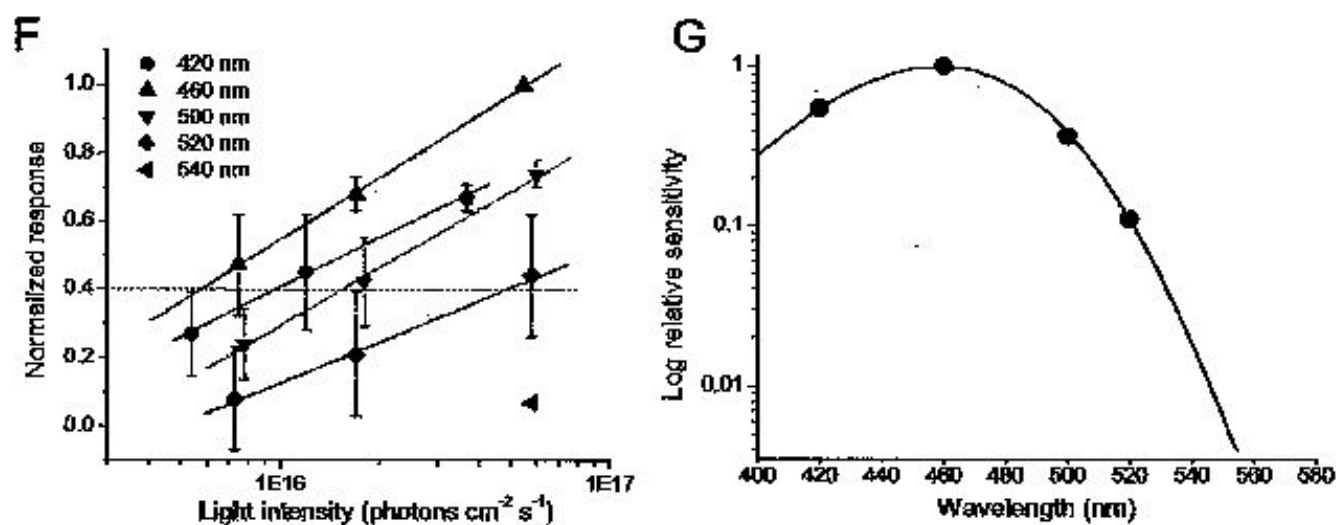 F
420 nm
460 nm
500 nm
520 nm
540 nm
1.0
0.8
0.6
0.4
0.2
0.0
Normalized response
1E16
1E17
Light intensity (photons cm⁻² s⁻¹)
G
1
0.1
0.01
Log relative sensitivity
400 420 440 460 480 500 520 540 560 580
Wavelength (nm)